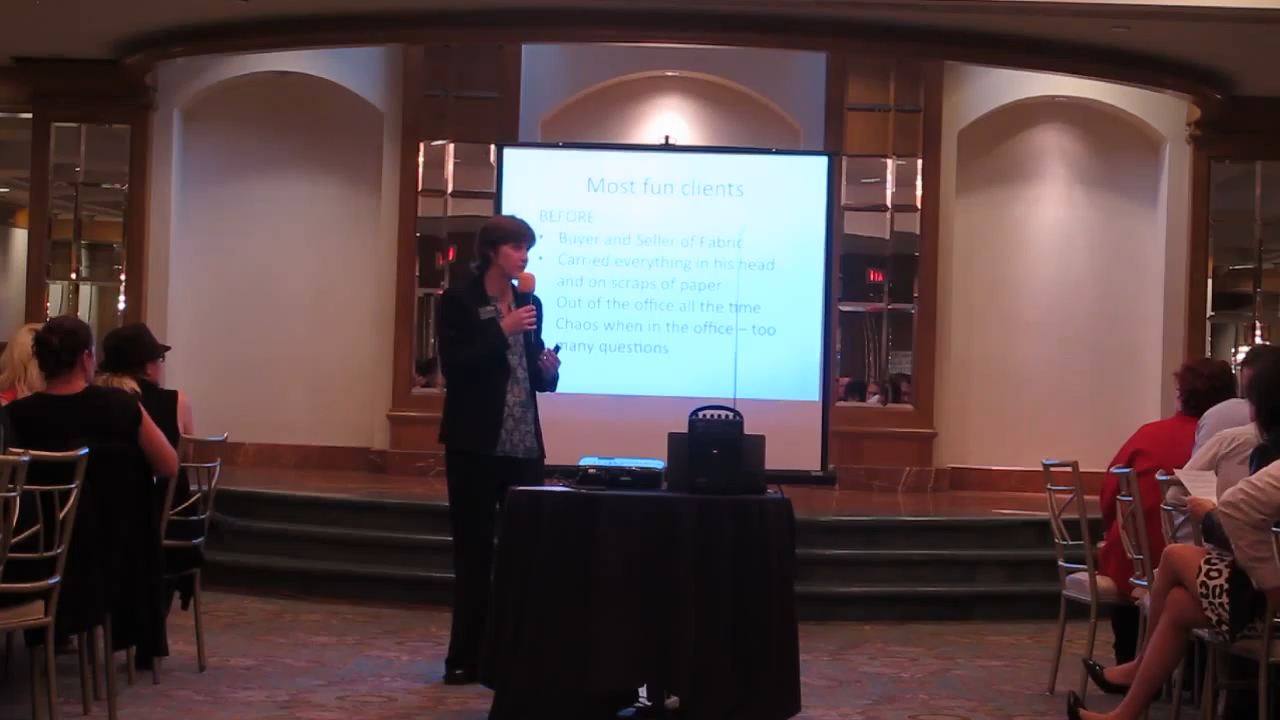 Most fun clients
BEFORE
• Buyer and Seller of Fabric
• Carried everything in his head
and on scraps of paper
Out of the office all the time
Chaos when in the office – too
many questions